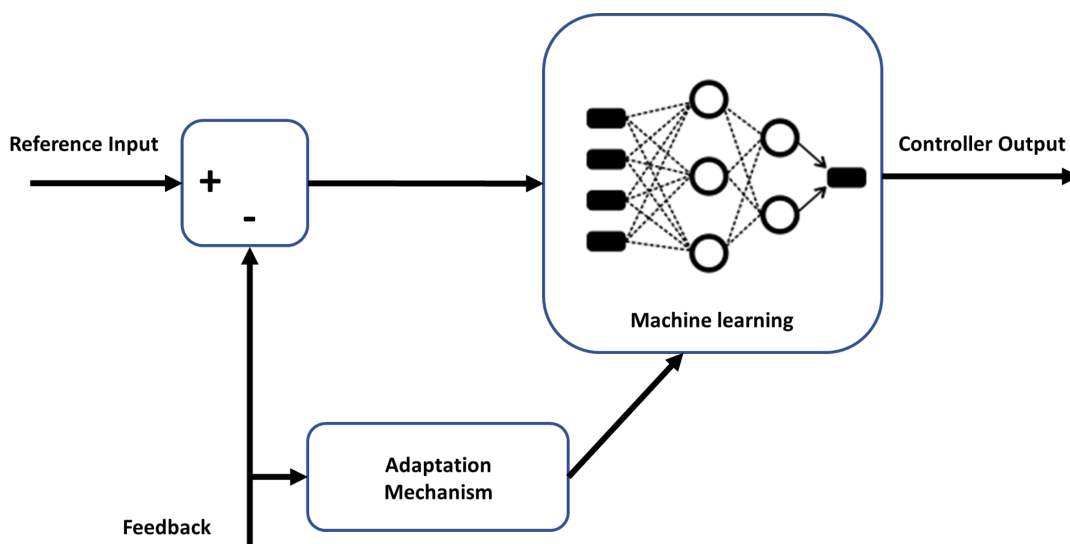 Reference Input
+
-
Controller Output
Machine learning
Adaptation
Mechanism
Feedback